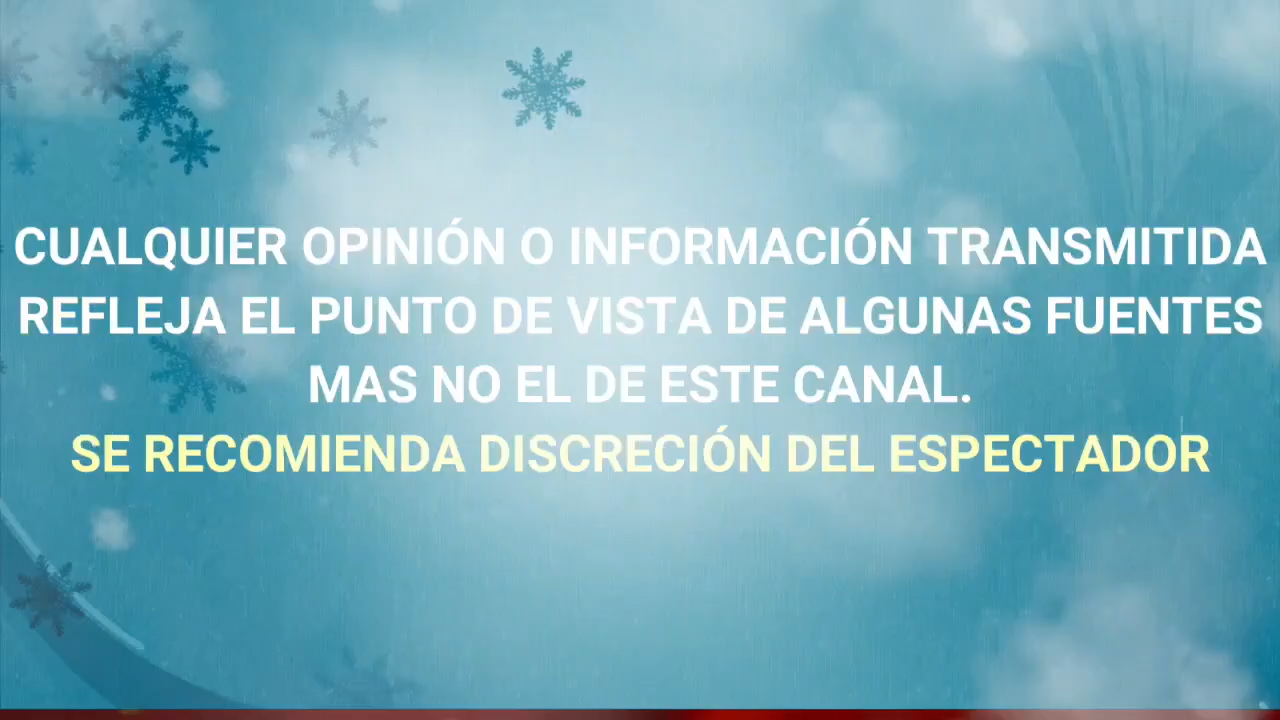 CUALQUIER OPINIÓN O INFORMACIÓN TRANSMITIDA
REFLEJA EL PUNTO DE VISTA DE ALGUNAS FUENTES
MAS NO EL DE ESTE CANAL.
SE RECOMIENDA DISCRECIÓN DEL ESPECTADOR